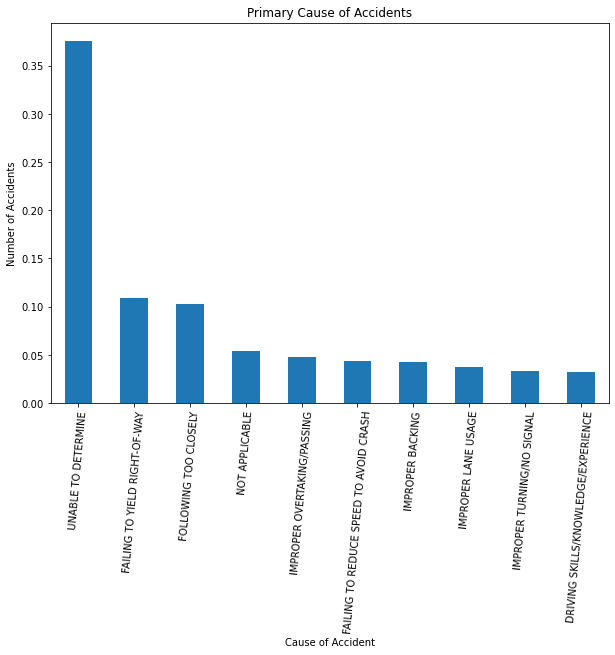 Primary Cause of Accidents
Number of Accidents
0.35
0.30
0.25
0.20
0.15
0.10
0.05
0.00
UNABLE TO DETERMINE
FAILING TO YIELD RIGHT-OF-WAY
FOLLOWING TOO CLOSELY
NOT APPLICABLE
IMPROPER OVERTAKING/PASSING
FAILING TO REDUCE SPEED TO AVOID CRASH
IMPROPER BACKING
IMPROPER LANE USAGE
IMPROPER TURNING/NO SIGNAL
DRIVING SKILLS/KNOWLEDGE/EXPERIENCE
Cause of Accident